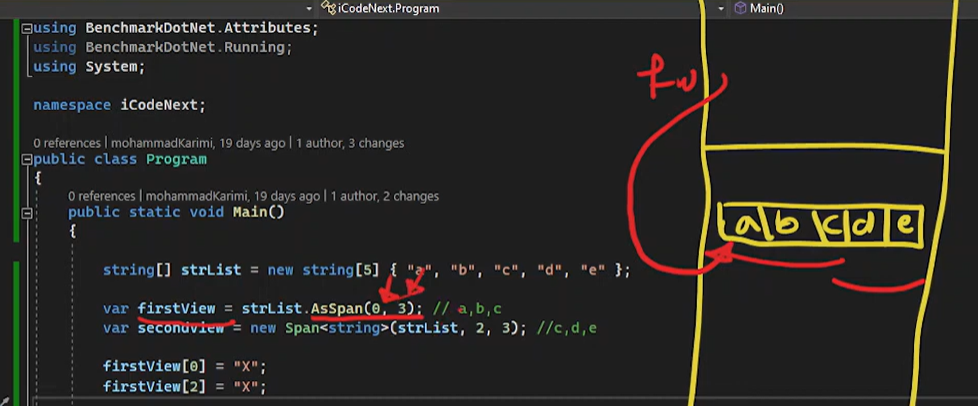 iCodeNext.Program
Main()
using BenchmarkDotNet.Attributes;
using BenchmarkDotNet.Running;
using System;
namespace iCodeNext;
0 references | mohammadKarimi, 19 days ago | 1 author, 3 changes
public class Program
{
0 references | mohammadKarimi, 19 days ago | 1 author, 2 changes
public static void Main()
{
string[] strList = new string[5] { "a", "b", "c", "d", "e" };
var firstView = strList.AsSpan(0, 3); // a,b,c
var secondView = new Span<string>(strList, 2, 3); //c,d,e
firstView[0] = "X";
firstView[2] = "X";
a b c d e